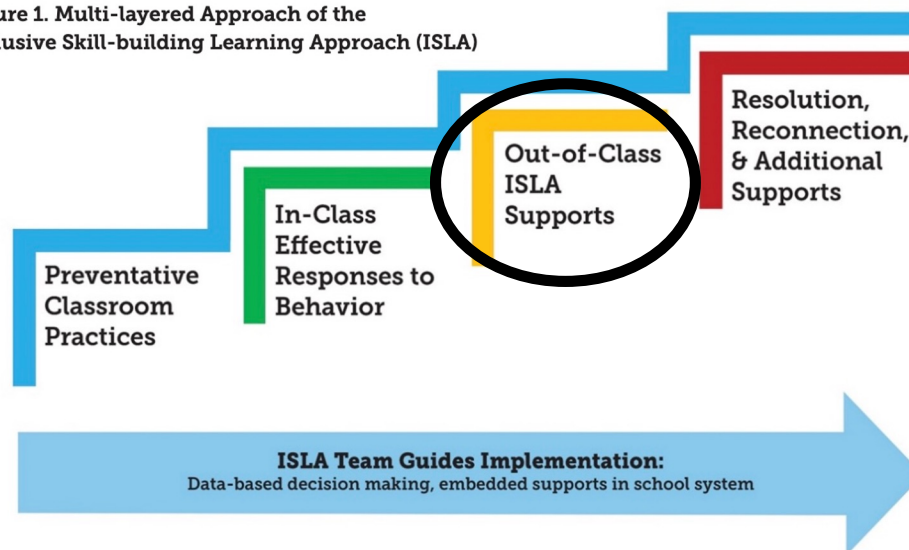 ure 1. Multi-layered Approach of the
lusive Skill-building Learning Approach (ISLA)
Resolution,
Reconnection,
& Additional
Supports
Out-of-Class
ISLA
Supports
In-Class
Effective
Responses to
Behavior
Preventative
Classroom
Practices
ISLA Team Guides Implementation:
Data-based decision making, embedded supports in school system